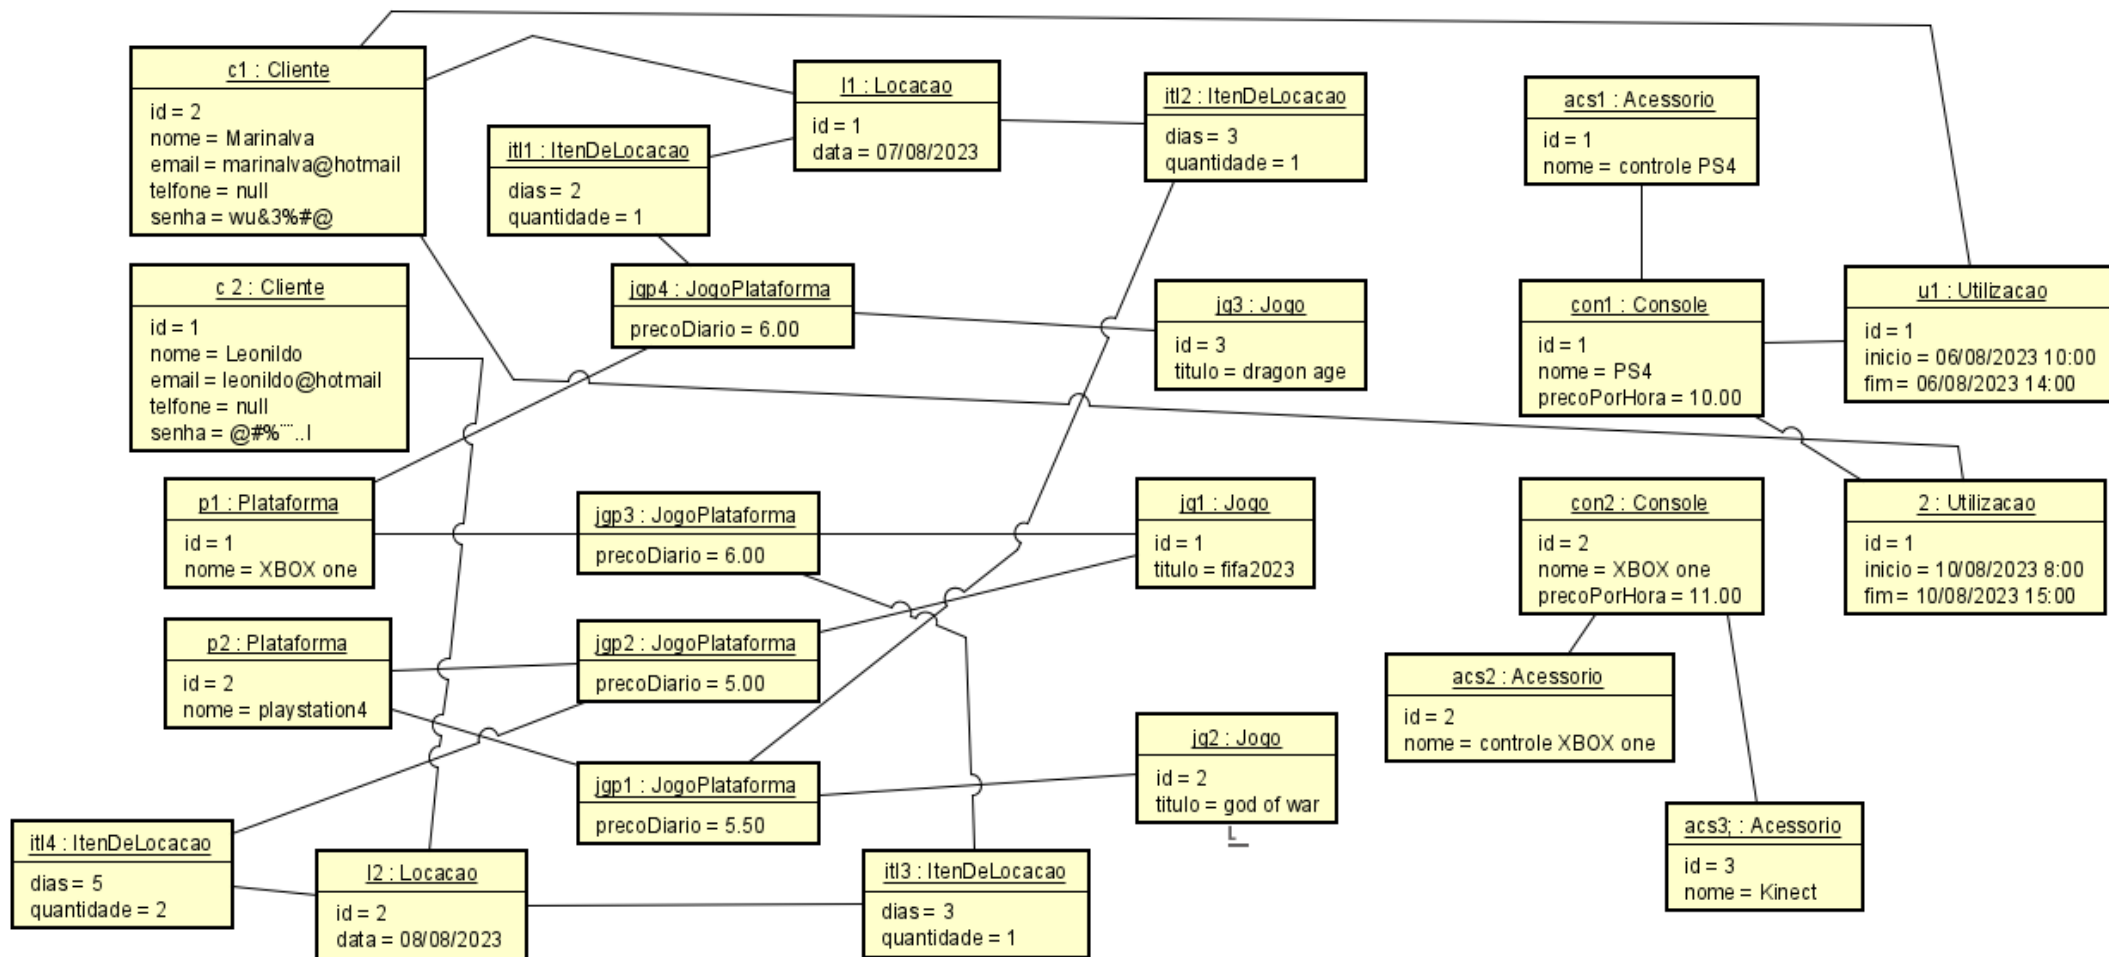 c1 : Cliente
id = 2
nome = Marinalva
email = marinalva@hotmail
telfone = null
senha = wu&3%#@
l1 : Locacao
id = 1
data = 07/08/2023
itl2 : ItenDeLocacao
dias = 3
quantidade = 1
acs1 : Acessorio
id = 1
nome = controle PS4
itl1 : ItenDeLocacao
dias = 2
quantidade = 1
c 2 : Cliente
id = 1
nome = Leonildo
email = leonildo@hotmail
telfone = null
senha = @#%¨¨..l
jgp4 : JogoPlataforma
precoDiario = 6.00
jg3 : Jogo
id = 3
titulo = dragon age
con1 : Console
id = 1
nome = PS4
precoPorHora = 10.00
u1 : Utilizacao
id = 1
inicio = 06/08/2023 10:00
fim = 06/08/2023 14:00
p1 : Plataforma
id = 1
nome = XBOX one
jgp3 : JogoPlataforma
precoDiario = 6.00
jg1 : Jogo
id = 1
titulo = fifa2023
con2 : Console
id = 2
nome = XBOX one
precoPorHora = 11.00
2 : Utilizacao
id = 1
inicio = 10/08/2023 8:00
fim = 10/08/2023 15:00
p2 : Plataforma
id = 2
nome = playstation4
jgp2 : JogoPlataforma
precoDiario = 5.00
acs2 : Acessorio
id = 2
nome = controle XBOX one
jgp1 : JogoPlataforma
precoDiario = 5.50
jg2 : Jogo
id = 2
titulo = god of war
acs3; : Acessorio
id = 3
nome = Kinect
itl4 : ItenDeLocacao
dias = 5
quantidade = 2
l2 : Locacao
id = 2
data = 08/08/2023
itl3 : ItenDeLocacao
dias = 3
quantidade = 1